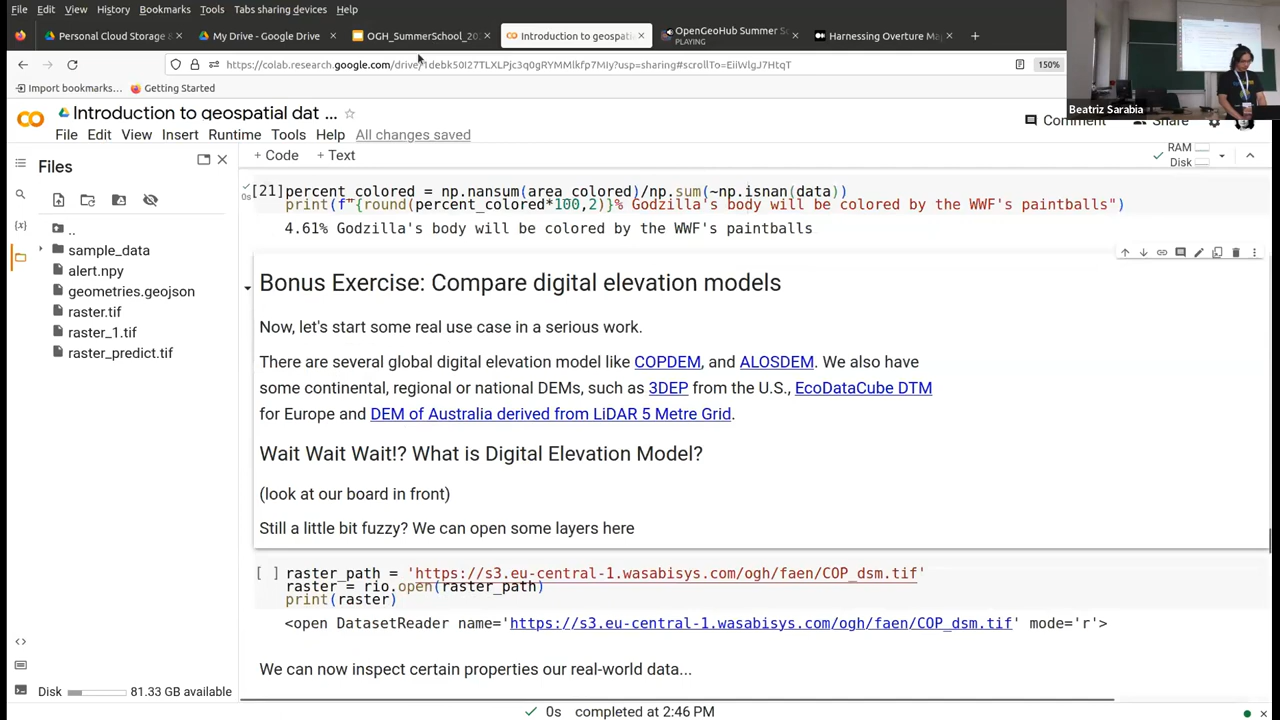 File Edit View History Bookmarks Tools Tabs sharing devices Help
Personal Cloud Storage &
My Drive - Google Drive
OGH_SummerSchool_20
Introduction to geospati
OpenGeoHub Summer S
PLAYING
Harnessing Overture Ma
https://colab.research.google.com/drive/1debk50I27TLXLPjc3q0gRYMMlkfp7MIy?usp=sharing#scrollTo=EiiWlgJ7HtqT
150%
Import bookmarks...
Getting Started
Beatriz Sarabia
Introduction to geospatial dat ...
File Edit View Insert Runtime Tools Help All changes saved
Comment
Share
Files
+ Code + Text
RAM
Disk
..
sample_data
alert.npy
geometries.geojson
raster.tif
raster_1.tif
raster_predict.tif
Disk
81.33 GB available
0s
[21] percent_colored = np.nansum(area_colored)/np.sum(~np.isnan(data))
print(f"{round(percent_colored*100,2)}% Godzilla's body will be colored by the WWF's paintballs")
4.61% Godzilla's body will be colored by the WWF's paintballs
Bonus Exercise: Compare digital elevation models
Now, let's start some real use case in a serious work.
There are several global digital elevation model like COPDEM, and ALOSDEM. We also have
some continental, regional or national DEMs, such as 3DEP from the U.S., EcoDataCube DTM
for Europe and DEM of Australia derived from LiDAR 5 Metre Grid.
Wait Wait Wait!? What is Digital Elevation Model?
(look at our board in front)
Still a little bit fuzzy? We can open some layers here
[ ] raster_path = 'https://s3.eu-central-1.wasabisys.com/ogh/faen/COP_dsm.tif'
raster = rio.open(raster_path)
print(raster)
<open DatasetReader name='https://s3.eu-central-1.wasabisys.com/ogh/faen/COP_dsm.tif' mode='r'>
We can now inspect certain properties our real-world data...
0s completed at 2:46 PM